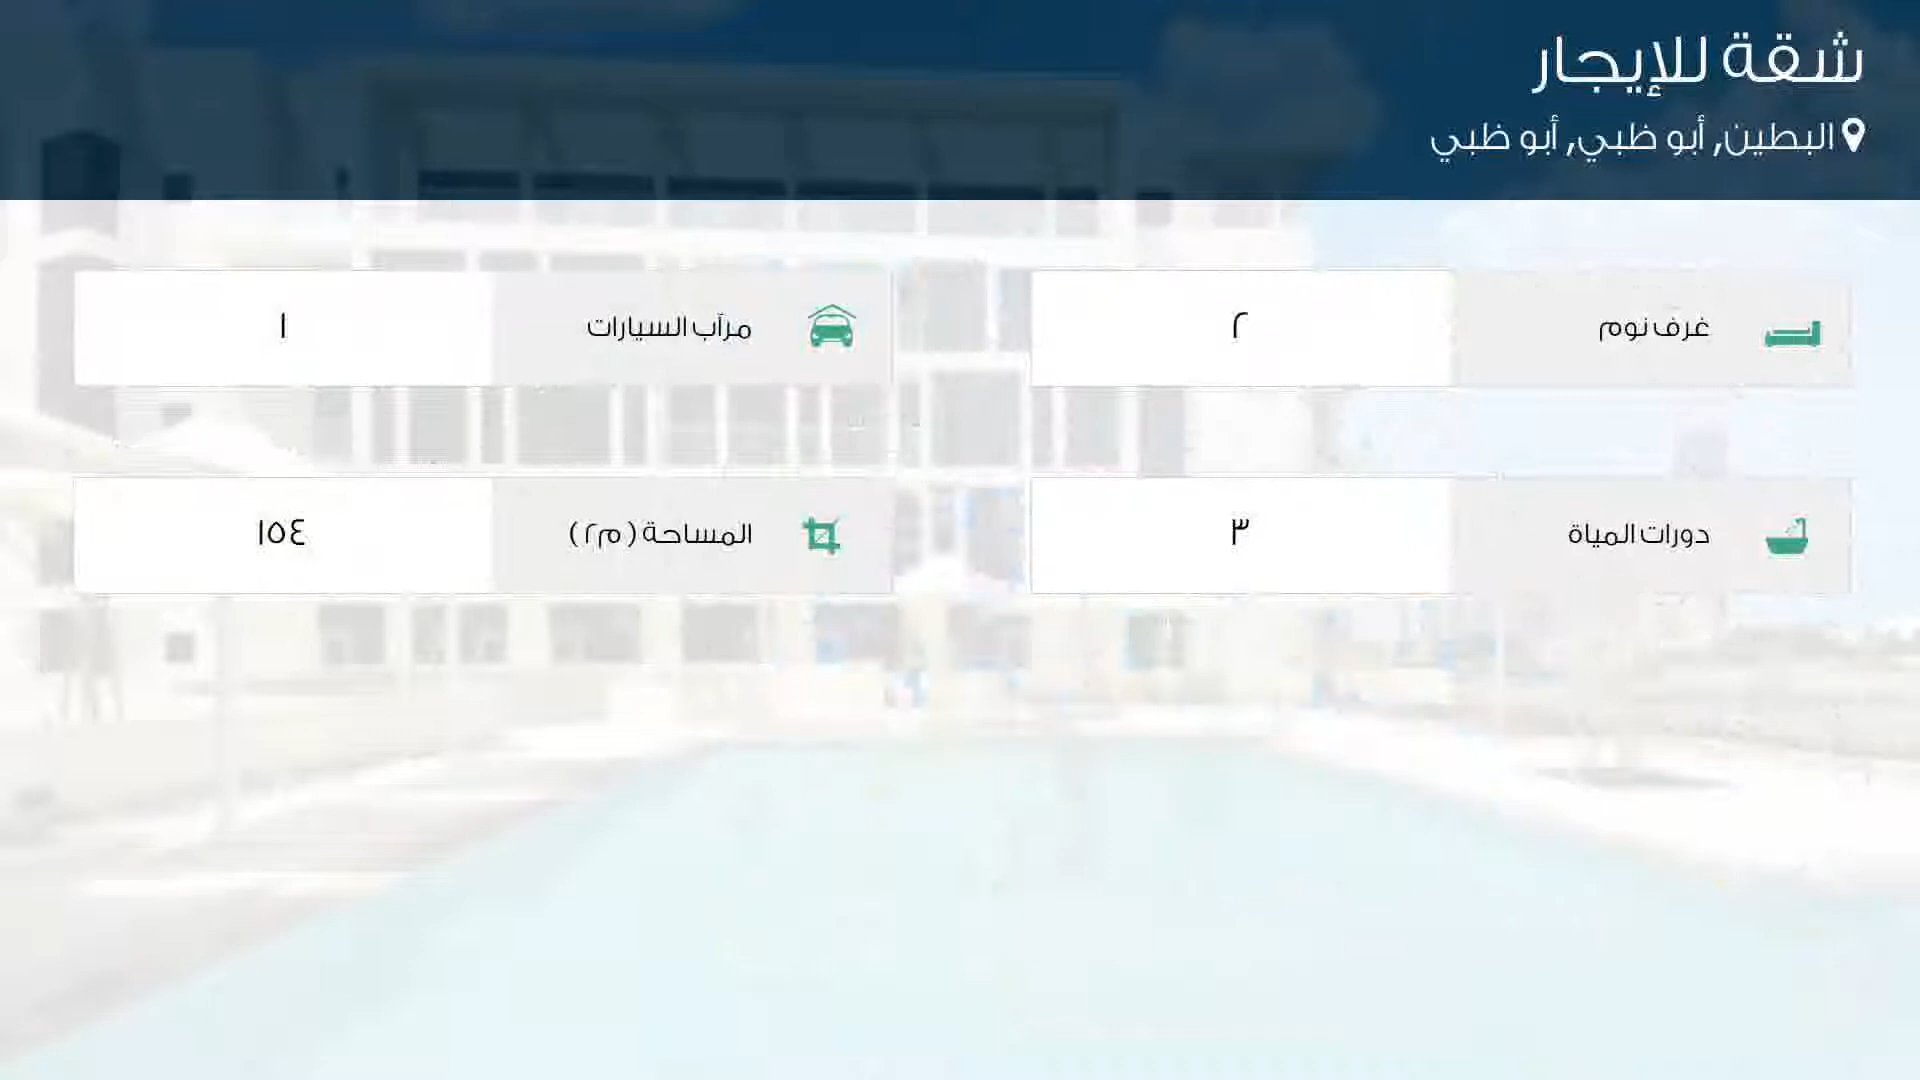 شقة للإيجار
البطين, أبو ظبي, أبو ظبي
غرف نوم
٢
مرآب السيارات
١
دورات المياة
٣
المساحة (م٢)
١٥٤